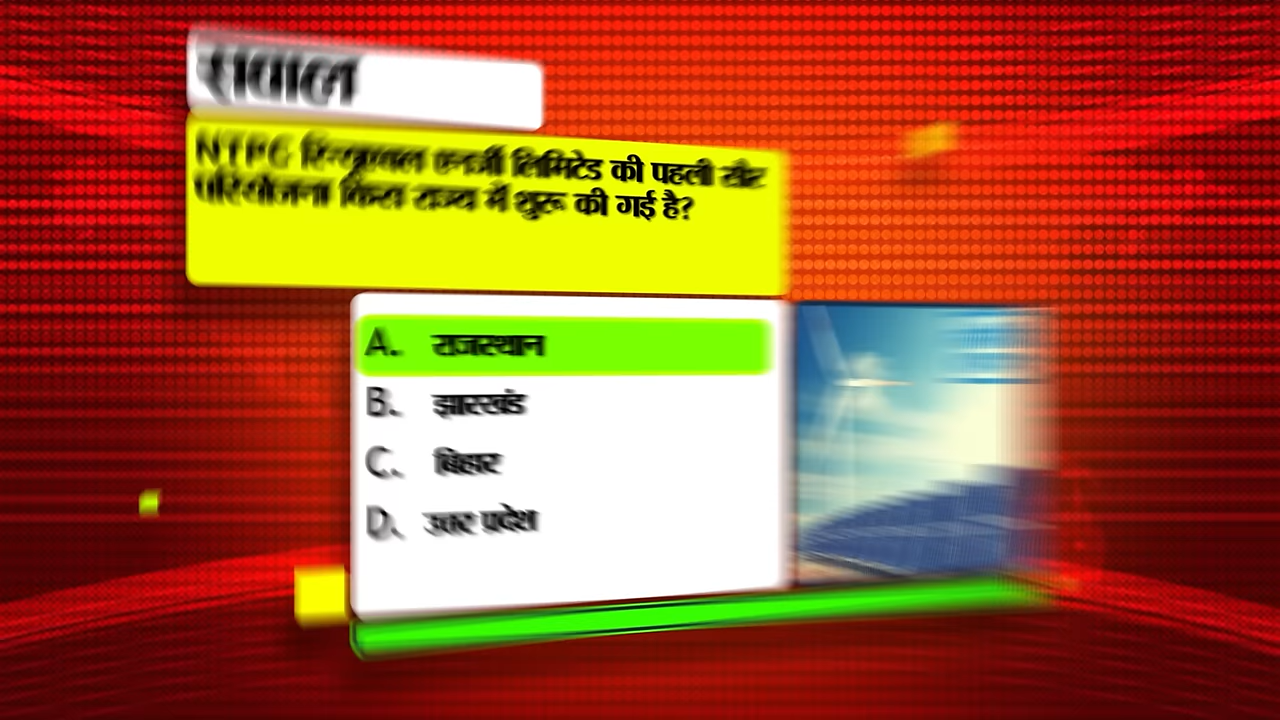 सवाल
NTPC रिन्यूएबल एनर्जी लिमिटेड की पहली सौर
परियोजना किस राज्य में शुरू की गई है?
A. राजस्थान
B. झारखंड
C. बिहार
D. उत्तर प्रदेश